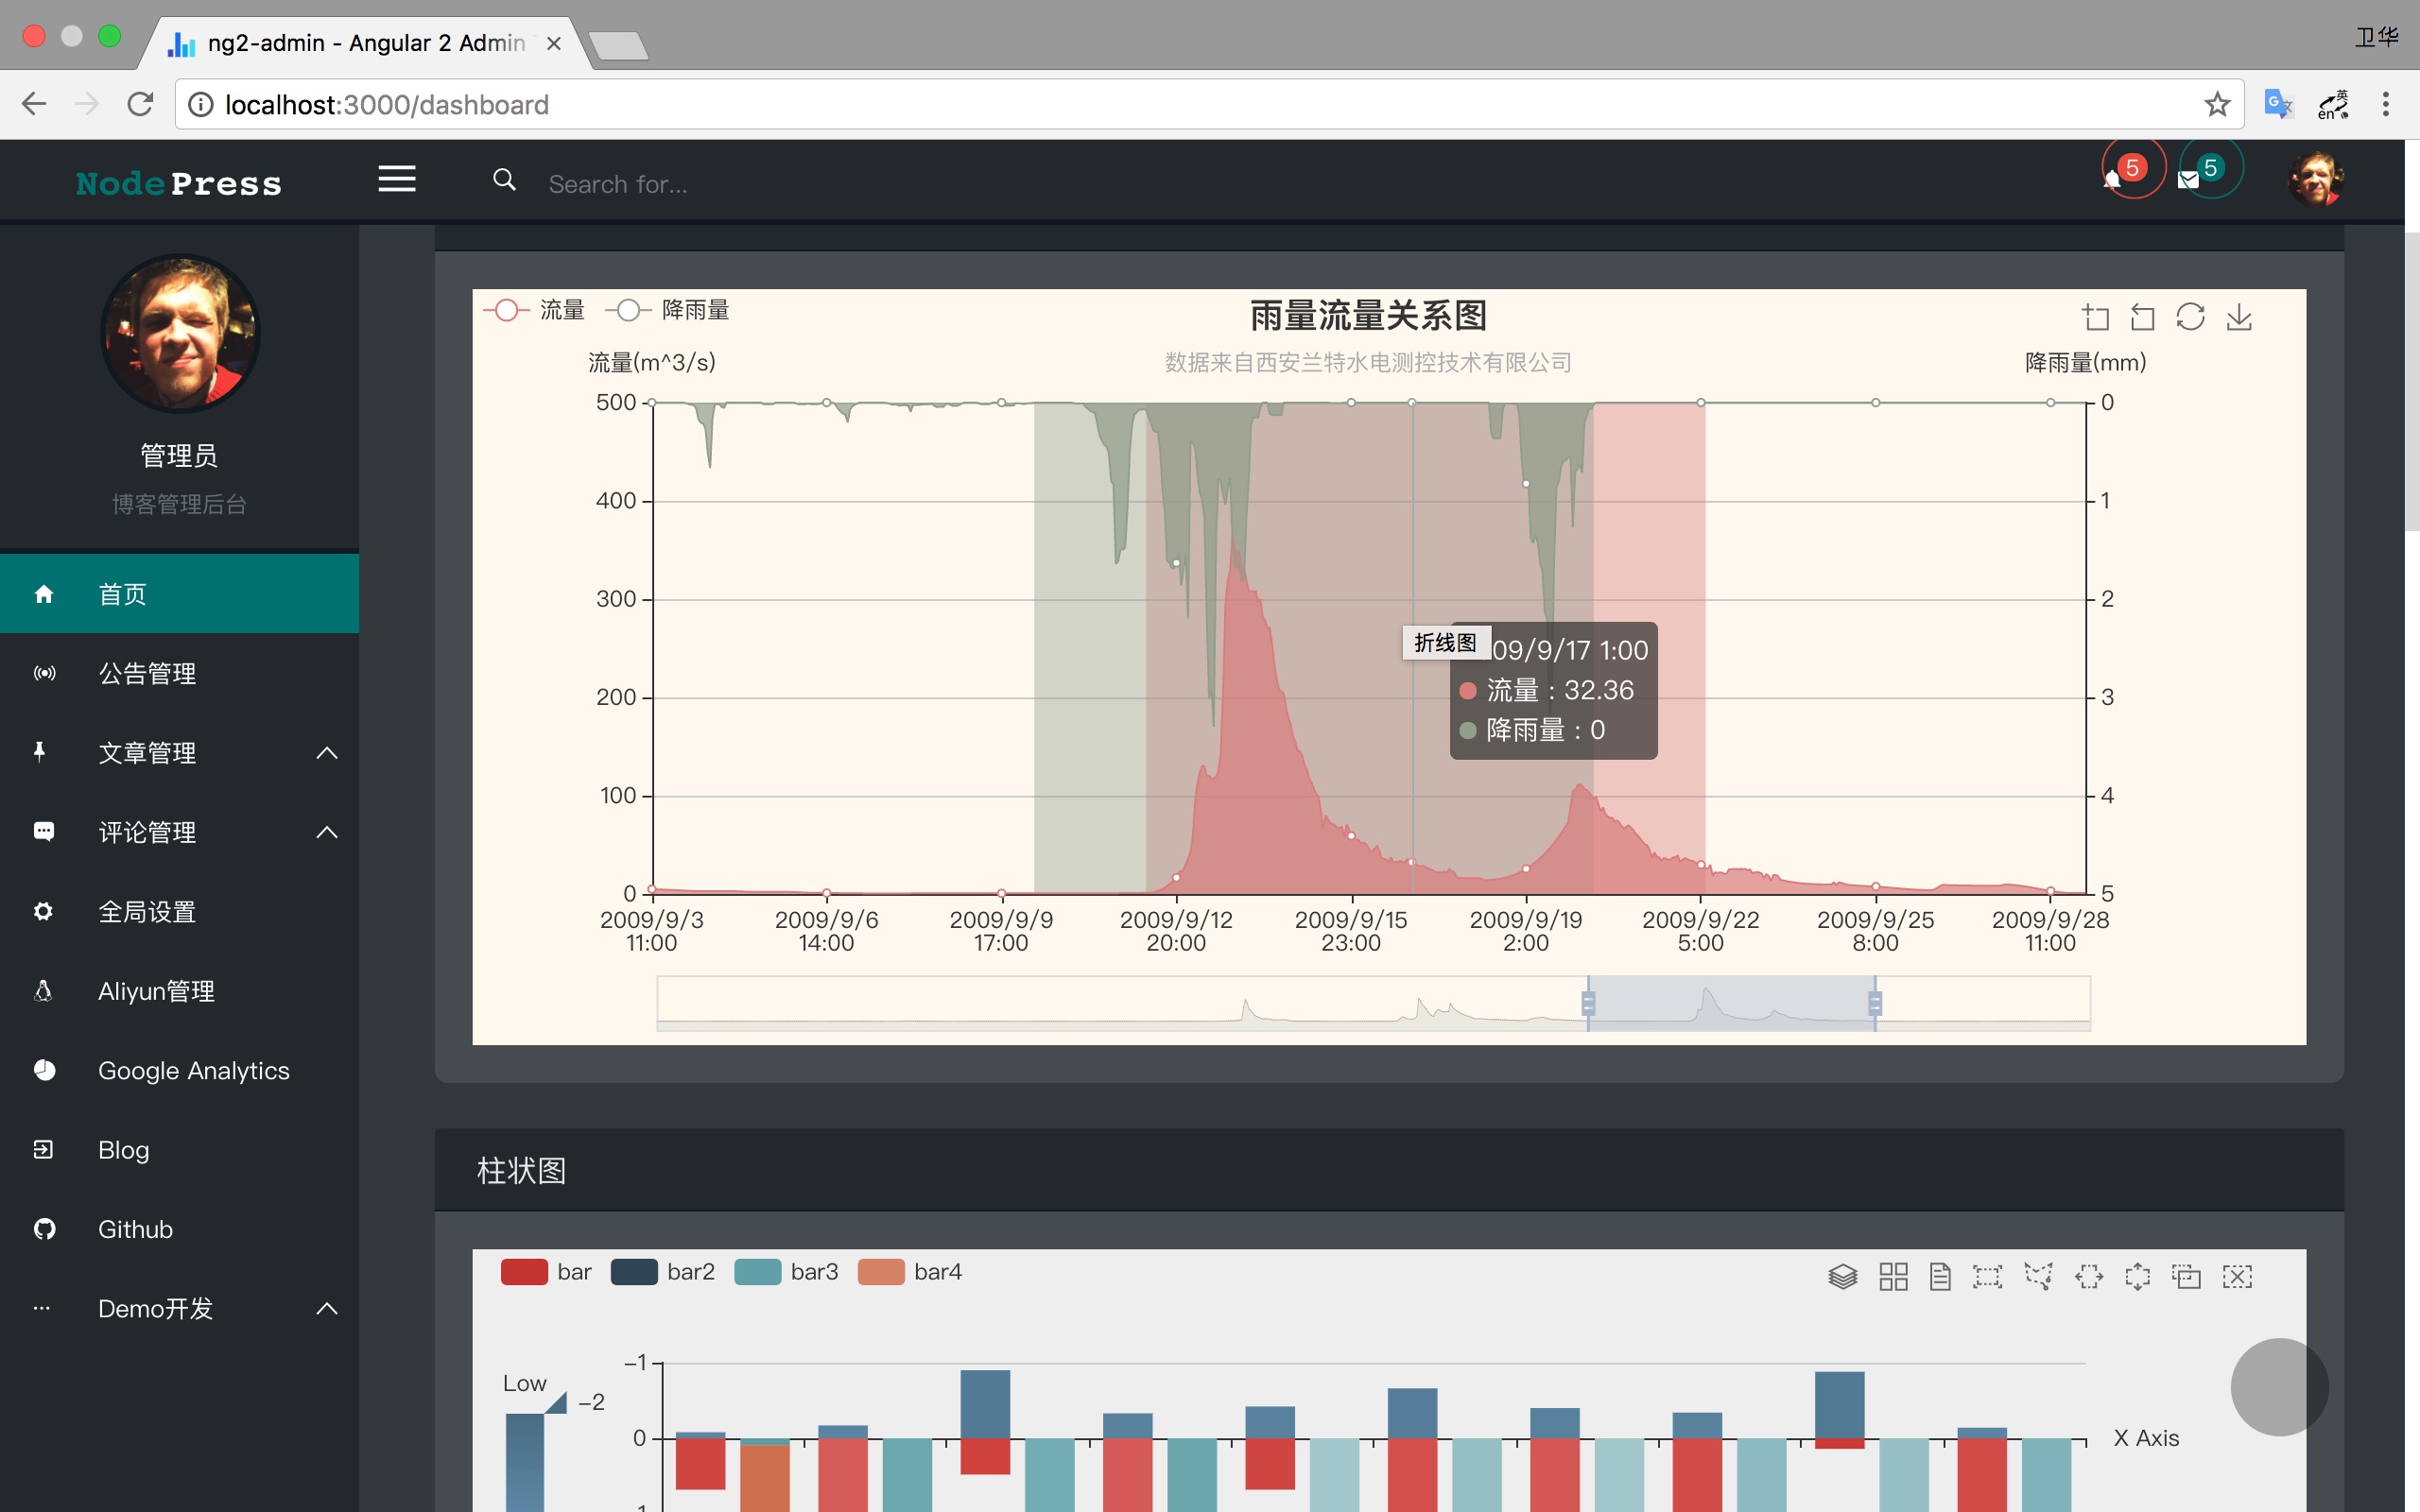 ng2-admin - Angular 2 Admin
卫华
localhost:3000/dashboard
英
en
NodePress
Search for...
5
5
管理员
博客管理后台
首页
公告管理
文章管理
评论管理
全局设置
Aliyun管理
Google Analytics
Blog
Github
Demo开发
流量
降雨量
雨量流量关系图
数据来自西安兰特水电测控技术有限公司
流量(m^3/s)
降雨量(mm)
500
400
300
200
100
0
0
1
2
3
4
5
折线图
09/9/17 1:00
流量 : 32.36
降雨量 : 0
2009/9/3 11:00
2009/9/6 14:00
2009/9/9 17:00
2009/9/12 20:00
2009/9/15 23:00
2009/9/19 2:00
2009/9/22 5:00
2009/9/25 8:00
2009/9/28 11:00
柱状图
bar
bar2
bar3
bar4
Low
-2
-1
0
X Axis